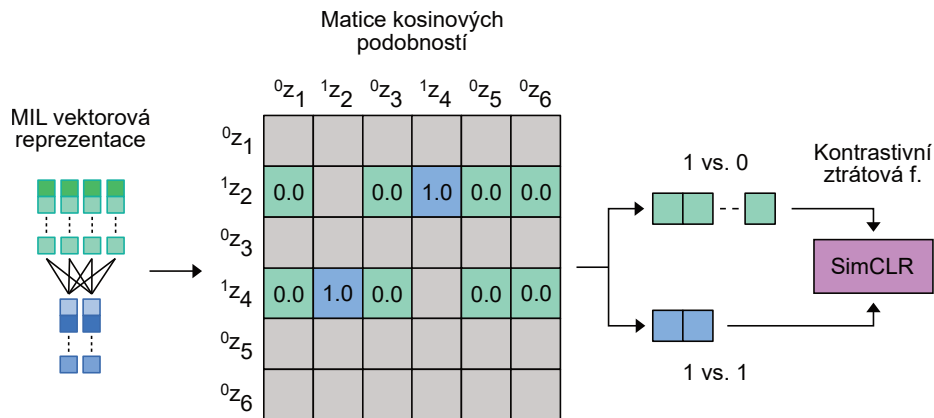 Matice kosinových
podobností
⁰z₁ ¹z₂ ⁰z₃ ¹z₄ ⁰z₅ ⁰z₆
MIL vektorová
reprezentace
⁰z₁
¹z₂ 0.0 0.0 1.0 0.0 0.0
⁰z₃
¹z₄ 0.0 1.0 0.0 0.0 0.0
⁰z₅
⁰z₆
1 vs. 0
1 vs. 1
Kontrastivní
ztrátová f.
SimCLR